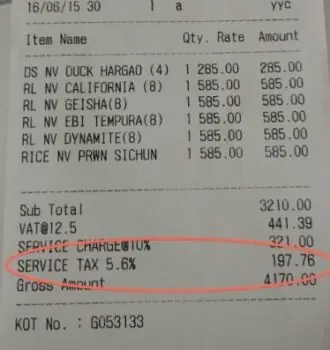 16/06/15 30 1 a yyc
Item Name Qty. Rate Amount
DS NV DUCK HARGAO (4) 1 285.00 285.00
RL NV CALIFORNIA (8) 1 585.00 585.00
RL NV GEISHA(8) 1 585.00 585.00
RL NV EBI TEMPURA(8) 1 585.00 585.00
RL NV DYNAMITE(8) 1 585.00 585.00
RICE NV PRWN SICHUN 1 585.00 585.00
Sub Total 3210.00
VAT@12.5 441.39
SERVICE CHARGE@10% 321.00
SERVICE TAX 5.6% 197.76
Gross Amount 4170.00
KOT No. : G053133